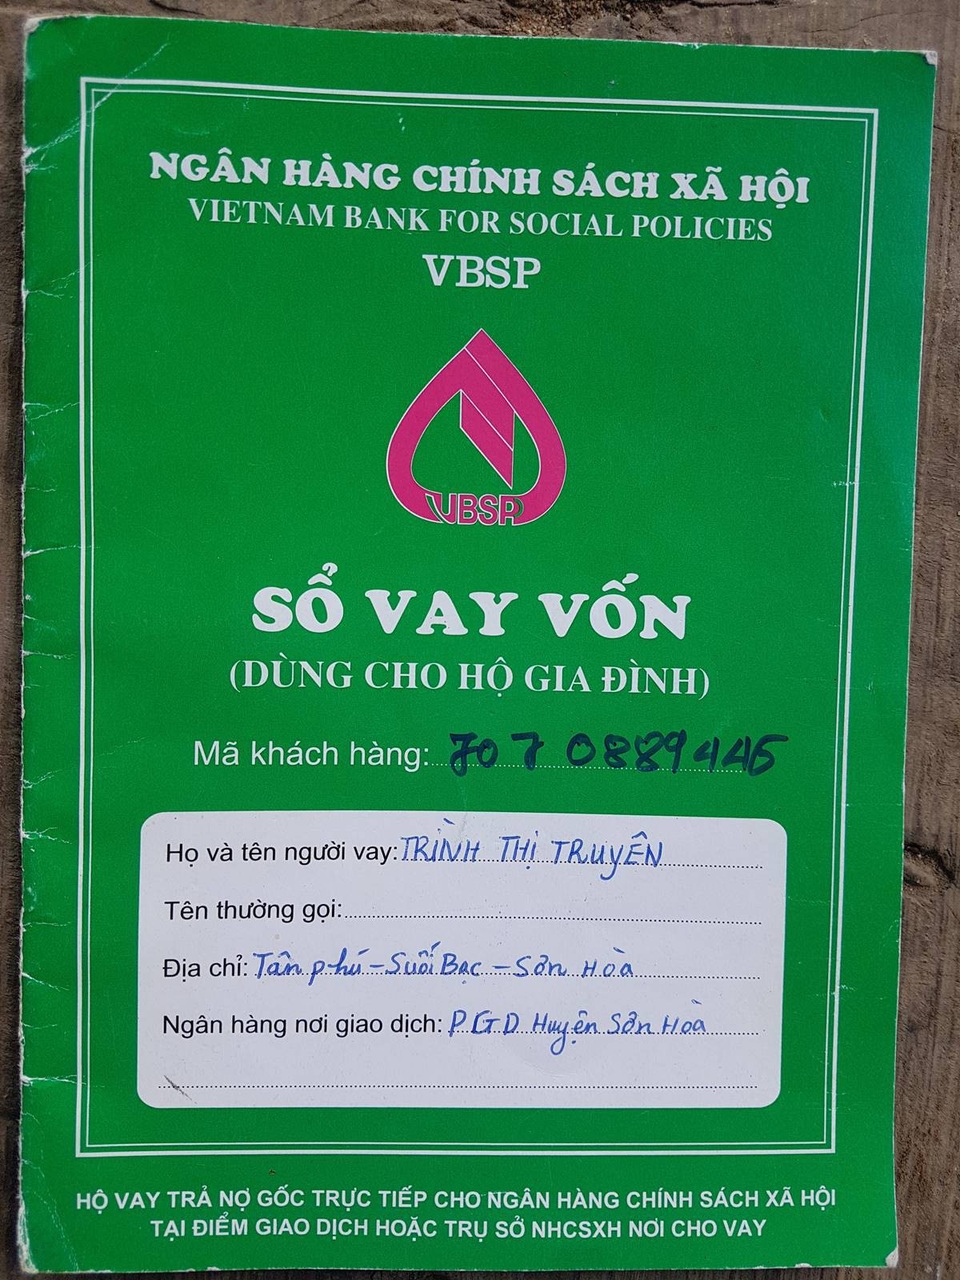 NGÂN HÀNG CHÍNH SÁCH XÃ HỘI
VIETNAM BANK FOR SOCIAL POLICIES
VBSP
VBSP
SỔ VAY VỐN
(DÙNG CHO HỘ GIA ĐÌNH)
Mã khách hàng: 707 0889446
Họ và tên người vay: TRÌNH THỊ TRUYÊN
Tên thường gọi:
Địa chỉ: Tân phú - Suối Bạc - Sơn Hòa
Ngân hàng nơi giao dịch: PGD Huyện Sơn Hòa
HỘ VAY TRẢ NỢ GỐC TRỰC TIẾP CHO NGÂN HÀNG CHÍNH SÁCH XÃ HỘI
TẠI ĐIỂM GIAO DỊCH HOẶC TRỤ SỞ NHCSXH NƠI CHO VAY